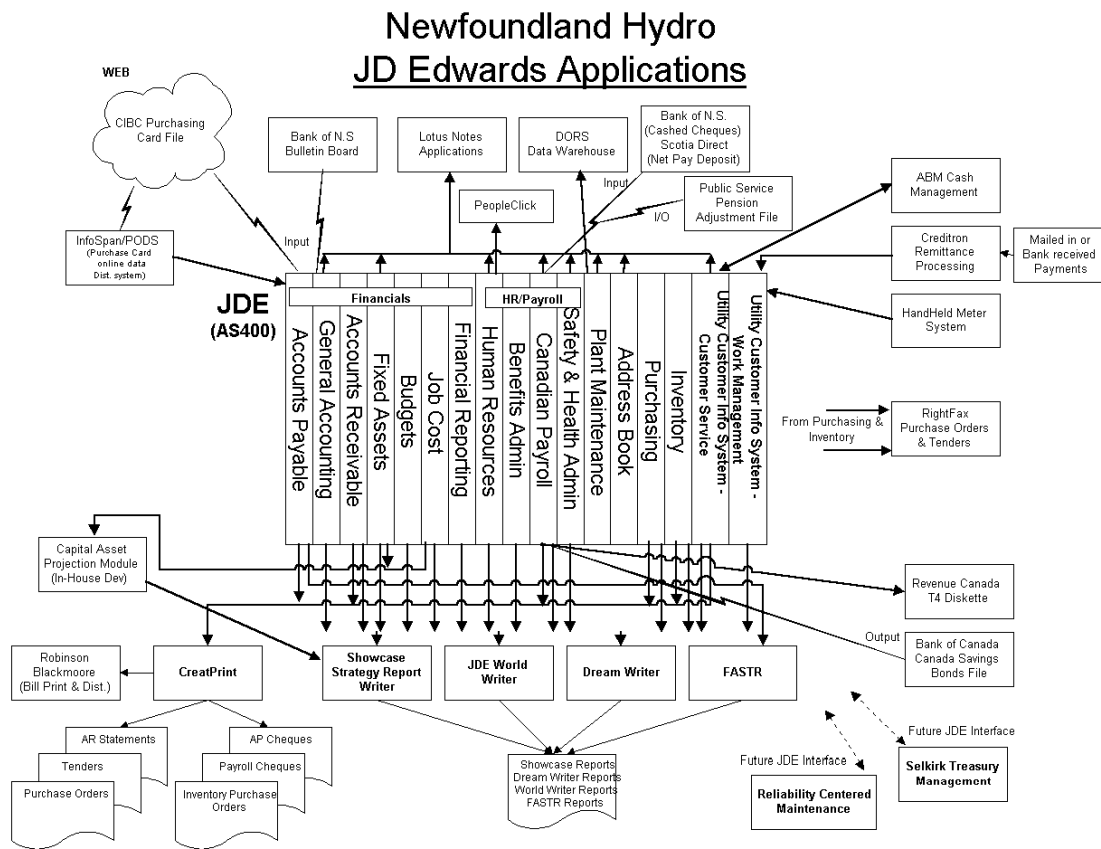 Newfoundland Hydro
JD Edwards Applications
WEB
CIBC Purchasing
Card File
Bank of N.S
Bulletin Board
Lotus Notes
Applications
DORS
Data Warehouse
Bank of N.S.
(Cashed Cheques)
Scotia Direct
(Net Pay Deposit)
ABM Cash
Management
Input
PeopleClick
I/O
Public Service
Pension
Adjustment File
InfoSpan/PODS
(Purchase Card
online data
Dist. system)
Input
Creditron
Remittance
Processing
Mailed in or
Bank received
Payments
JDE
(AS400)
Financials
HR/Payroll
HandHeld Meter
System
Accounts Payable
General Accounting
Accounts Receivable
Fixed Assets
Budgets
Job Cost
Financial Reporting
Human Resources
Benefits Admin
Canadian Payroll
Safety & Health Admin
Plant Maintenance
Address Book
Purchasing
Inventory
Utility Customer Info System -
Customer Service
Utility Customer Info System -
Work Management
From Purchasing &
Inventory
RightFax
Purchase Orders
& Tenders
Capital Asset
Projection Module
(In-House Dev)
Revenue Canada
T4 Diskette
Output
Bank of Canada
Canada Savings
Bonds File
Robinson
Blackmoore
(Bill Print & Dist.)
CreatPrint
Showcase
Strategy Report
Writer
JDE World
Writer
Dream Writer
FASTR
AR Statements
Tenders
Purchase Orders
AP Cheques
Payroll Cheques
Inventory Purchase
Orders
Showcase Reports
Dream Writer Reports
World Writer Reports
FASTR Reports
Future JDE Interface
Reliability Centered
Maintenance
Future JDE Interface
Selkirk Treasury
Management